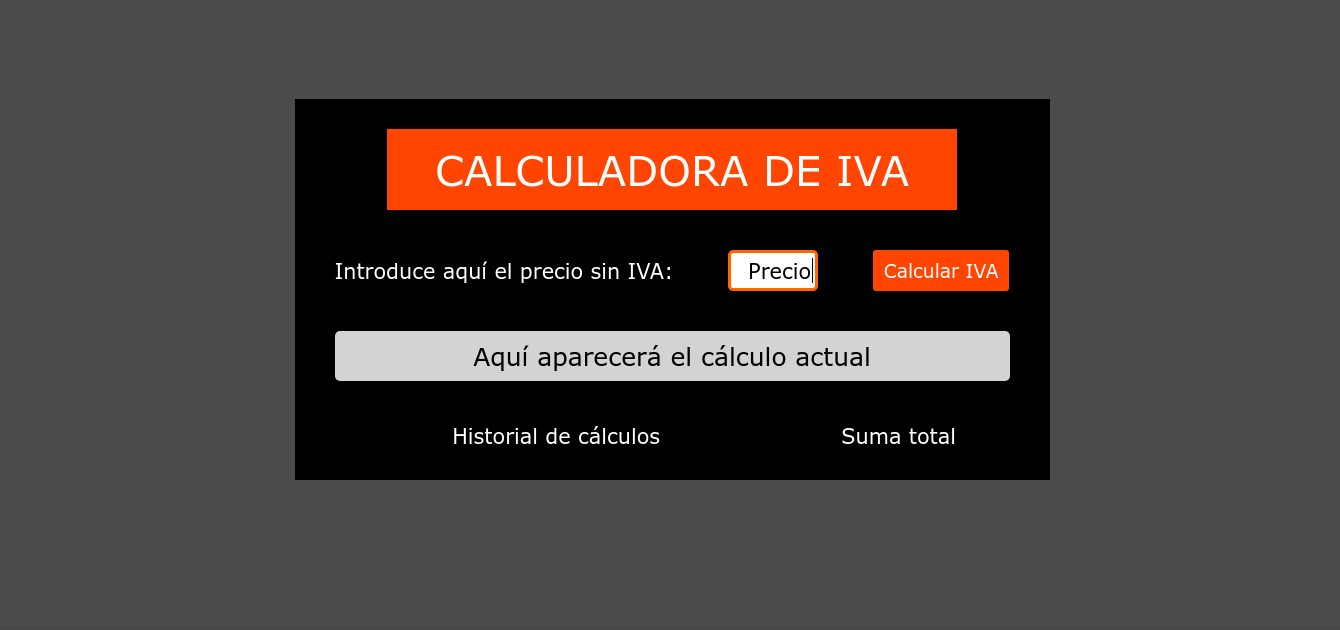 CALCULADORA DE IVA
Introduce aquí el precio sin IVA: Precio Calcular IVA
Aquí aparecerá el cálculo actual
Historial de cálculos Suma total